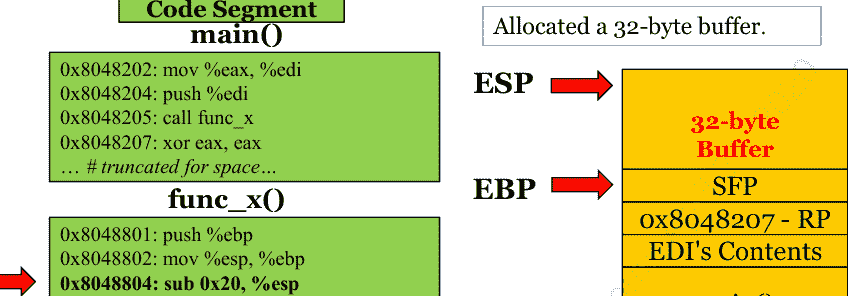 Code Segment
main()
0x8048202: mov %eax, %edi
0x8048204: push %edi
0x8048205: call func_x
0x8048207: xor eax, eax
… # truncated for space…
func_x()
0x8048801: push %ebp
0x8048802: mov %esp, %ebp
0x8048804: sub 0x20, %esp
Allocated a 32-byte buffer.
ESP
EBP
32-byte
Buffer
SFP
0x8048207 - RP
EDI's Contents